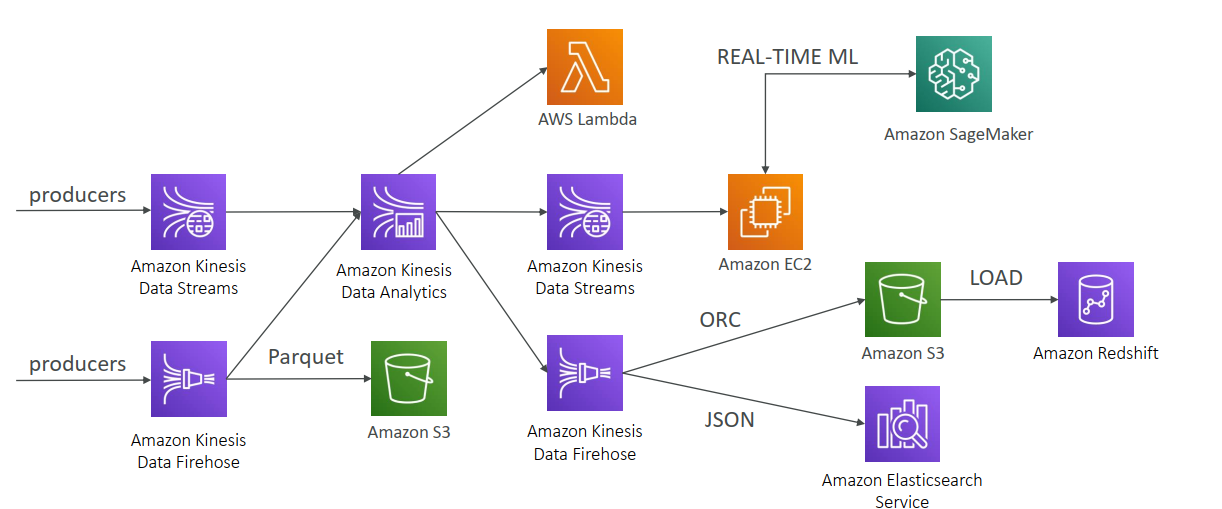 REAL-TIME ML
AWS Lambda
Amazon SageMaker
producers
Amazon Kinesis
Data Streams
Amazon Kinesis
Data Analytics
Amazon Kinesis
Data Streams
Amazon EC2
ORC
LOAD
producers
Parquet
Amazon S3
Amazon Redshift
Amazon Kinesis
Data Firehose
Amazon S3
Amazon Kinesis
Data Firehose
JSON
Amazon Elasticsearch
Service